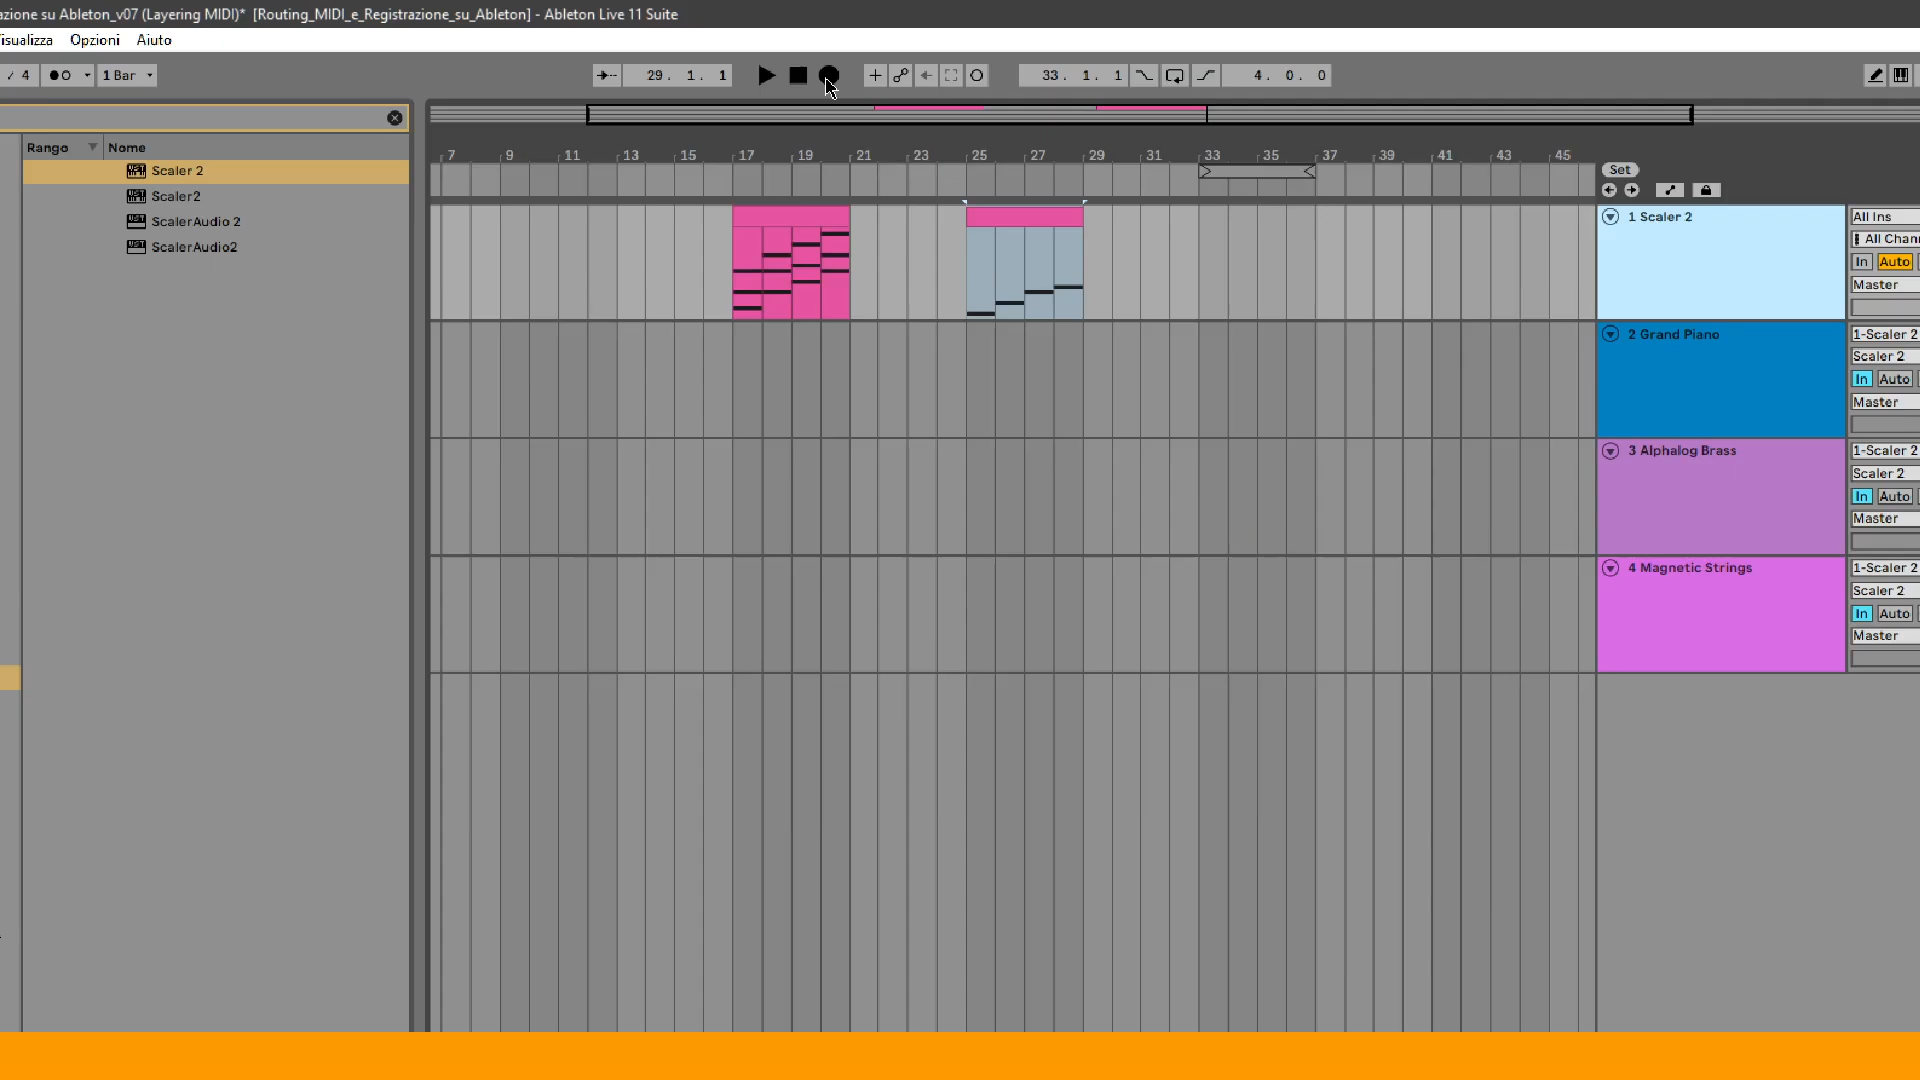 azione su Ableton_v07 (Layering MIDI)* [Routing_MIDI_e_Registrazione_su_Ableton] - Ableton Live 11 Suite
isualizza Opzioni Aiuto
/ 4 1 Bar 29. 1. 1 33. 1. 1 4. 0. 0
Rango Nome
Scaler 2
Scaler2
ScalerAudio 2
ScalerAudio2
7 9 11 13 15 17 19 21 23 25 27 29 31 33 35 37 39 41 43 45
Set
1 Scaler 2
All Ins
All Chann
In Auto
Master
2 Grand Piano
1-Scaler 2
Scaler 2
In Auto
Master
3 Alphalog Brass
1-Scaler 2
Scaler 2
In Auto
Master
4 Magnetic Strings
1-Scaler 2
Scaler 2
In Auto
Master